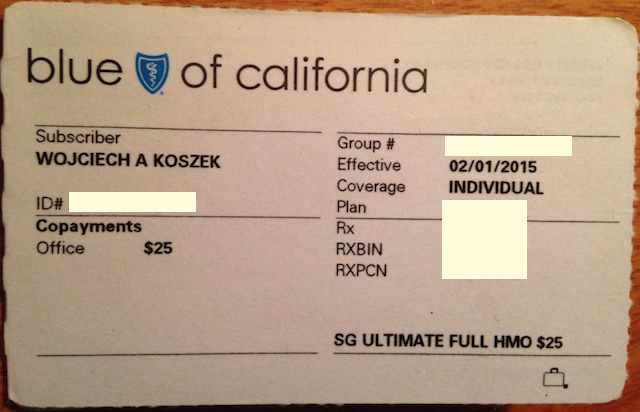 blue of california
Subscriber
WOJCIECH A KOSZEK
ID#
Copayments
Office $25
Group #
Effective 02/01/2015
Coverage INDIVIDUAL
Plan
Rx
RXBIN
RXPCN
SG ULTIMATE FULL HMO $25